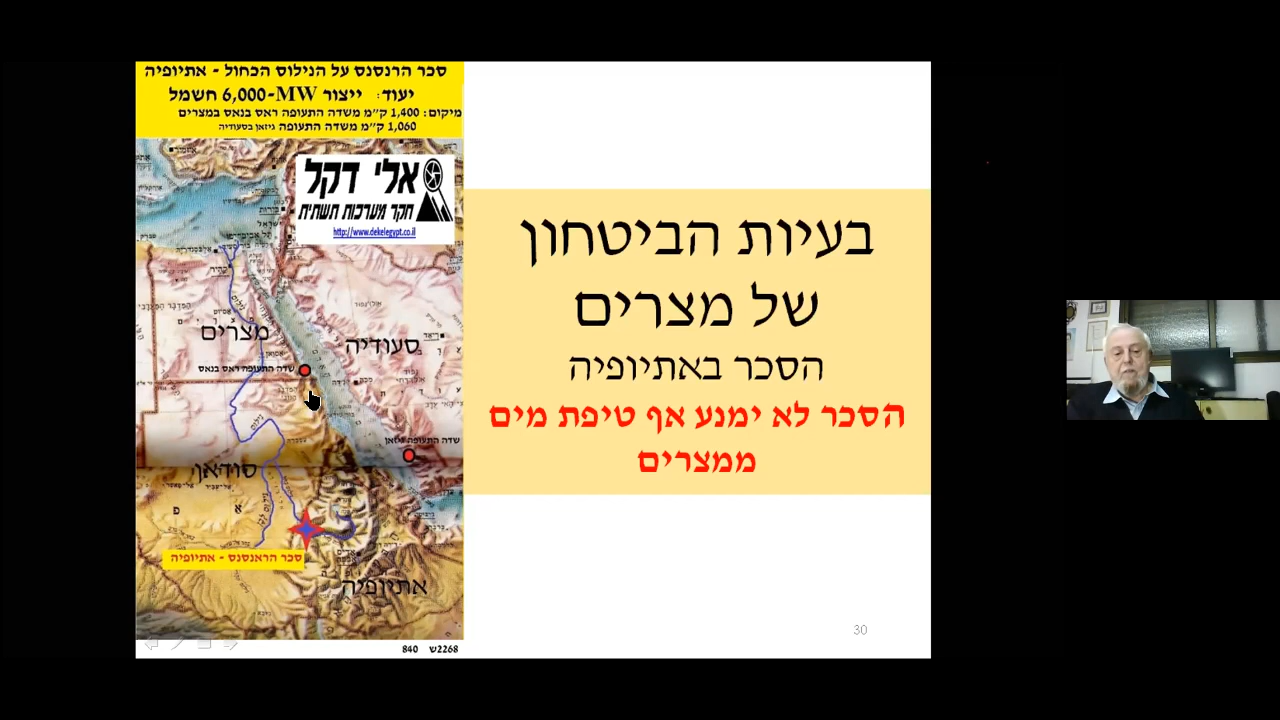 סכר הרנסנס על הנילוס הכחול - אתיופיה
יעוד: ייצור 6,000-MW חשמל
מיקום: 1,400 ק״מ משדה התעופה ראס בנאס במצרים
1,060 ק״מ משדה התעופה גיזאן בסעודיה
אלי דקל
חקר מערכות תשתית
http://www.dekelegypt.co.il
מצרים
סעודיה
שדה התעופה ראס בנאס
שדה התעופה גיזאן
סודאן
סכר הראנסנס - אתיופיה
אתיופיה
2268ש 840
בעיות הביטחון
של מצרים
הסכר באתיופיה
הסכר לא ימנע אף טיפת מים
ממצרים
30